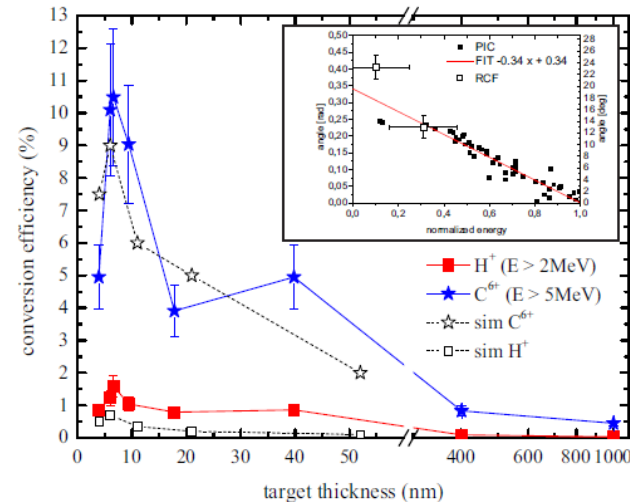 conversion efficiency (%)
13
12
11
10
9
8
7
6
5
4
3
2
1
0
0 10 20 30 40 50 400 600 800 1000
target thickness (nm)
H+ (E > 2MeV)
C6+ (E > 5MeV)
sim C6+
sim H+
PIC
FIT -0.34 x + 0.34
RCF
angle [rad]
0,50
0,45
0,40
0,35
0,30
0,25
0,20
0,15
0,10
0,05
0,00
0,0 0,2 0,4 0,6 0,8 1,0
normalized energy
28
26
24
22
20
18
16
14
12
10
8
6
4
2
0
angle [deg]